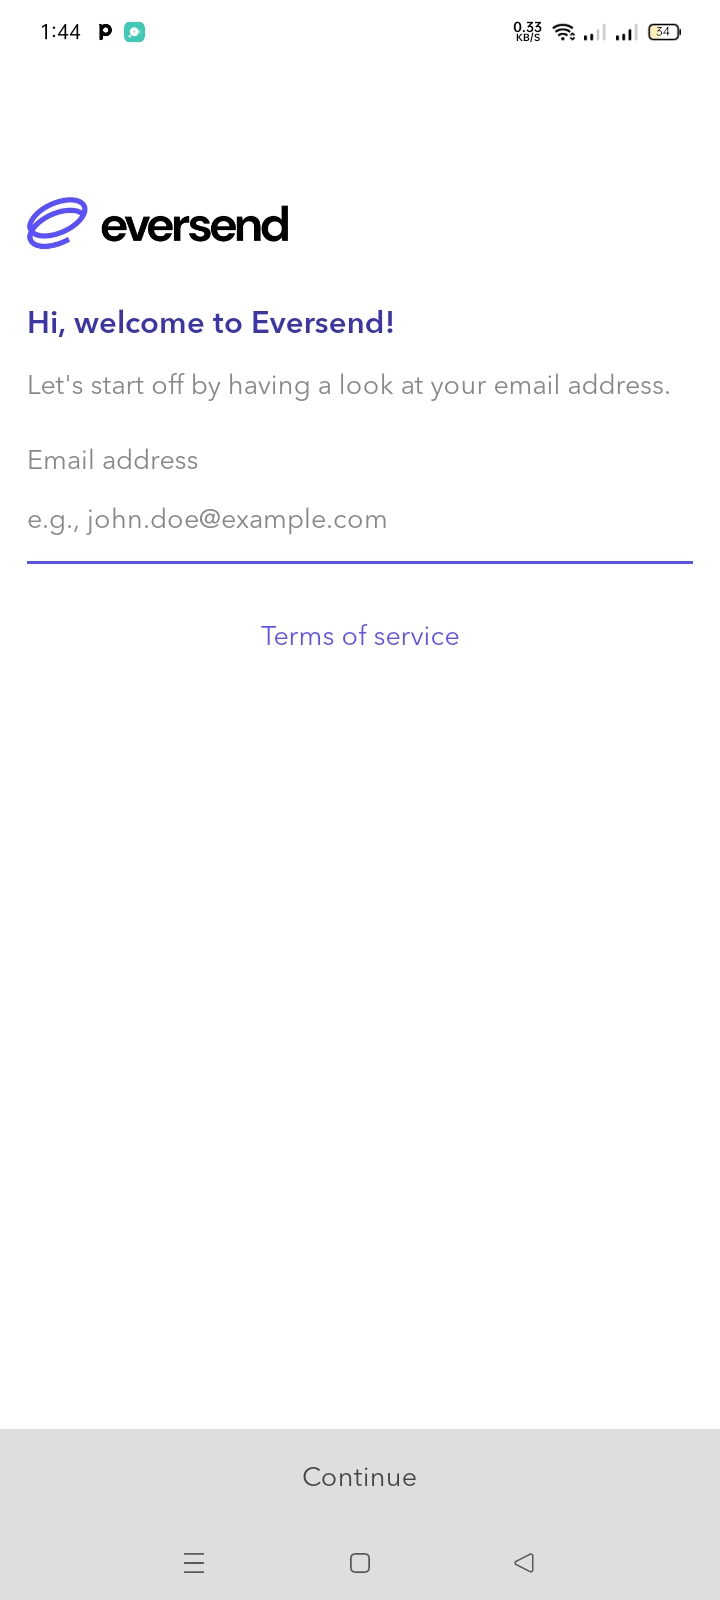 1:44
0.33
KB/S
34
eversend
Hi, welcome to Eversend!
Let's start off by having a look at your email address.
Email address
e.g., john.doe@example.com
Terms of service
Continue